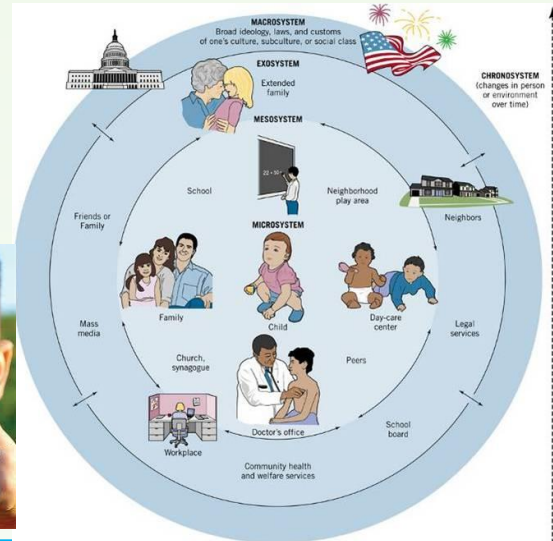 MACROSYSTEM
Broad ideology, laws, and customs
of one's culture, subculture, or social class
EXOSYSTEM
Extended
family
CHRONOSYSTEM
(changes in person
or environment
over time)
MESOSYSTEM
School
Neighborhood
play area
Friends or
Family
Neighbors
MICROSYSTEM
Family
Child
Day-care
center
Mass
media
Legal
services
Church,
synagogue
Peers
Doctor's office
School
board
Workplace
Community health
and welfare services